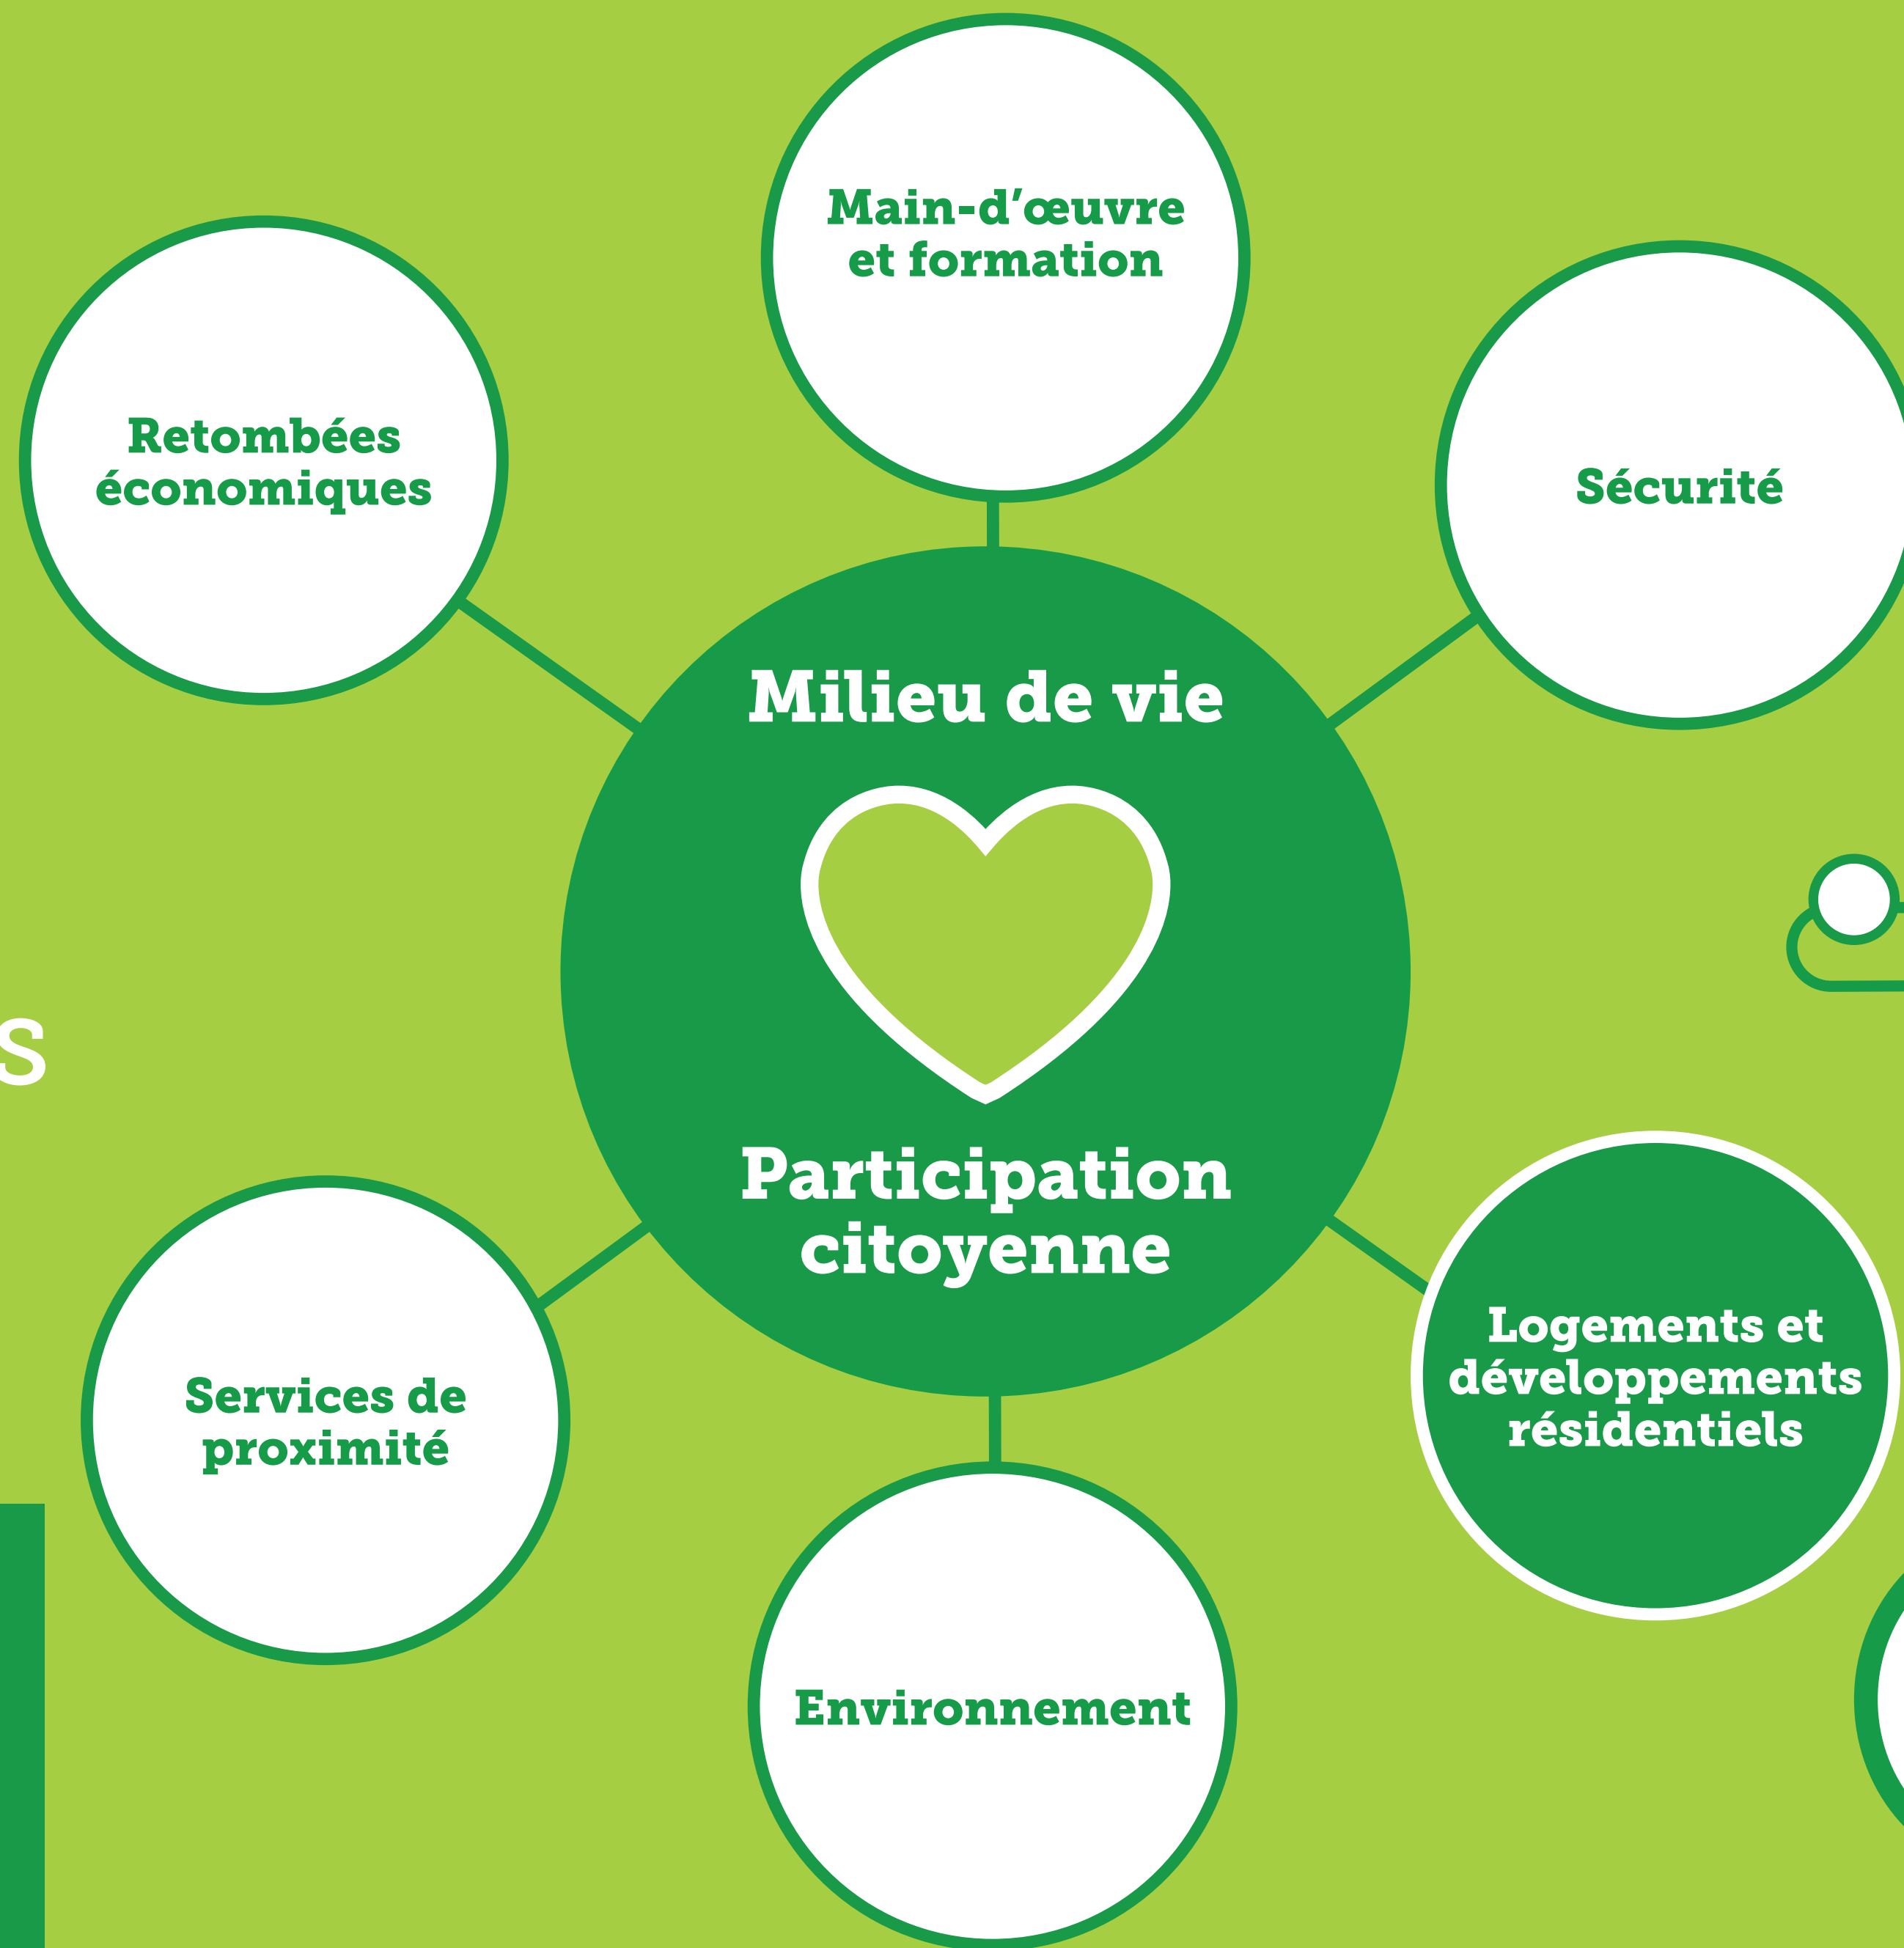 Main-d’œuvre
et formation
Retombées
économiques
Sécurité
Milieu de vie
Participation
citoyenne
Logements et
développements
résidentiels
Services de
proximité
Environnement